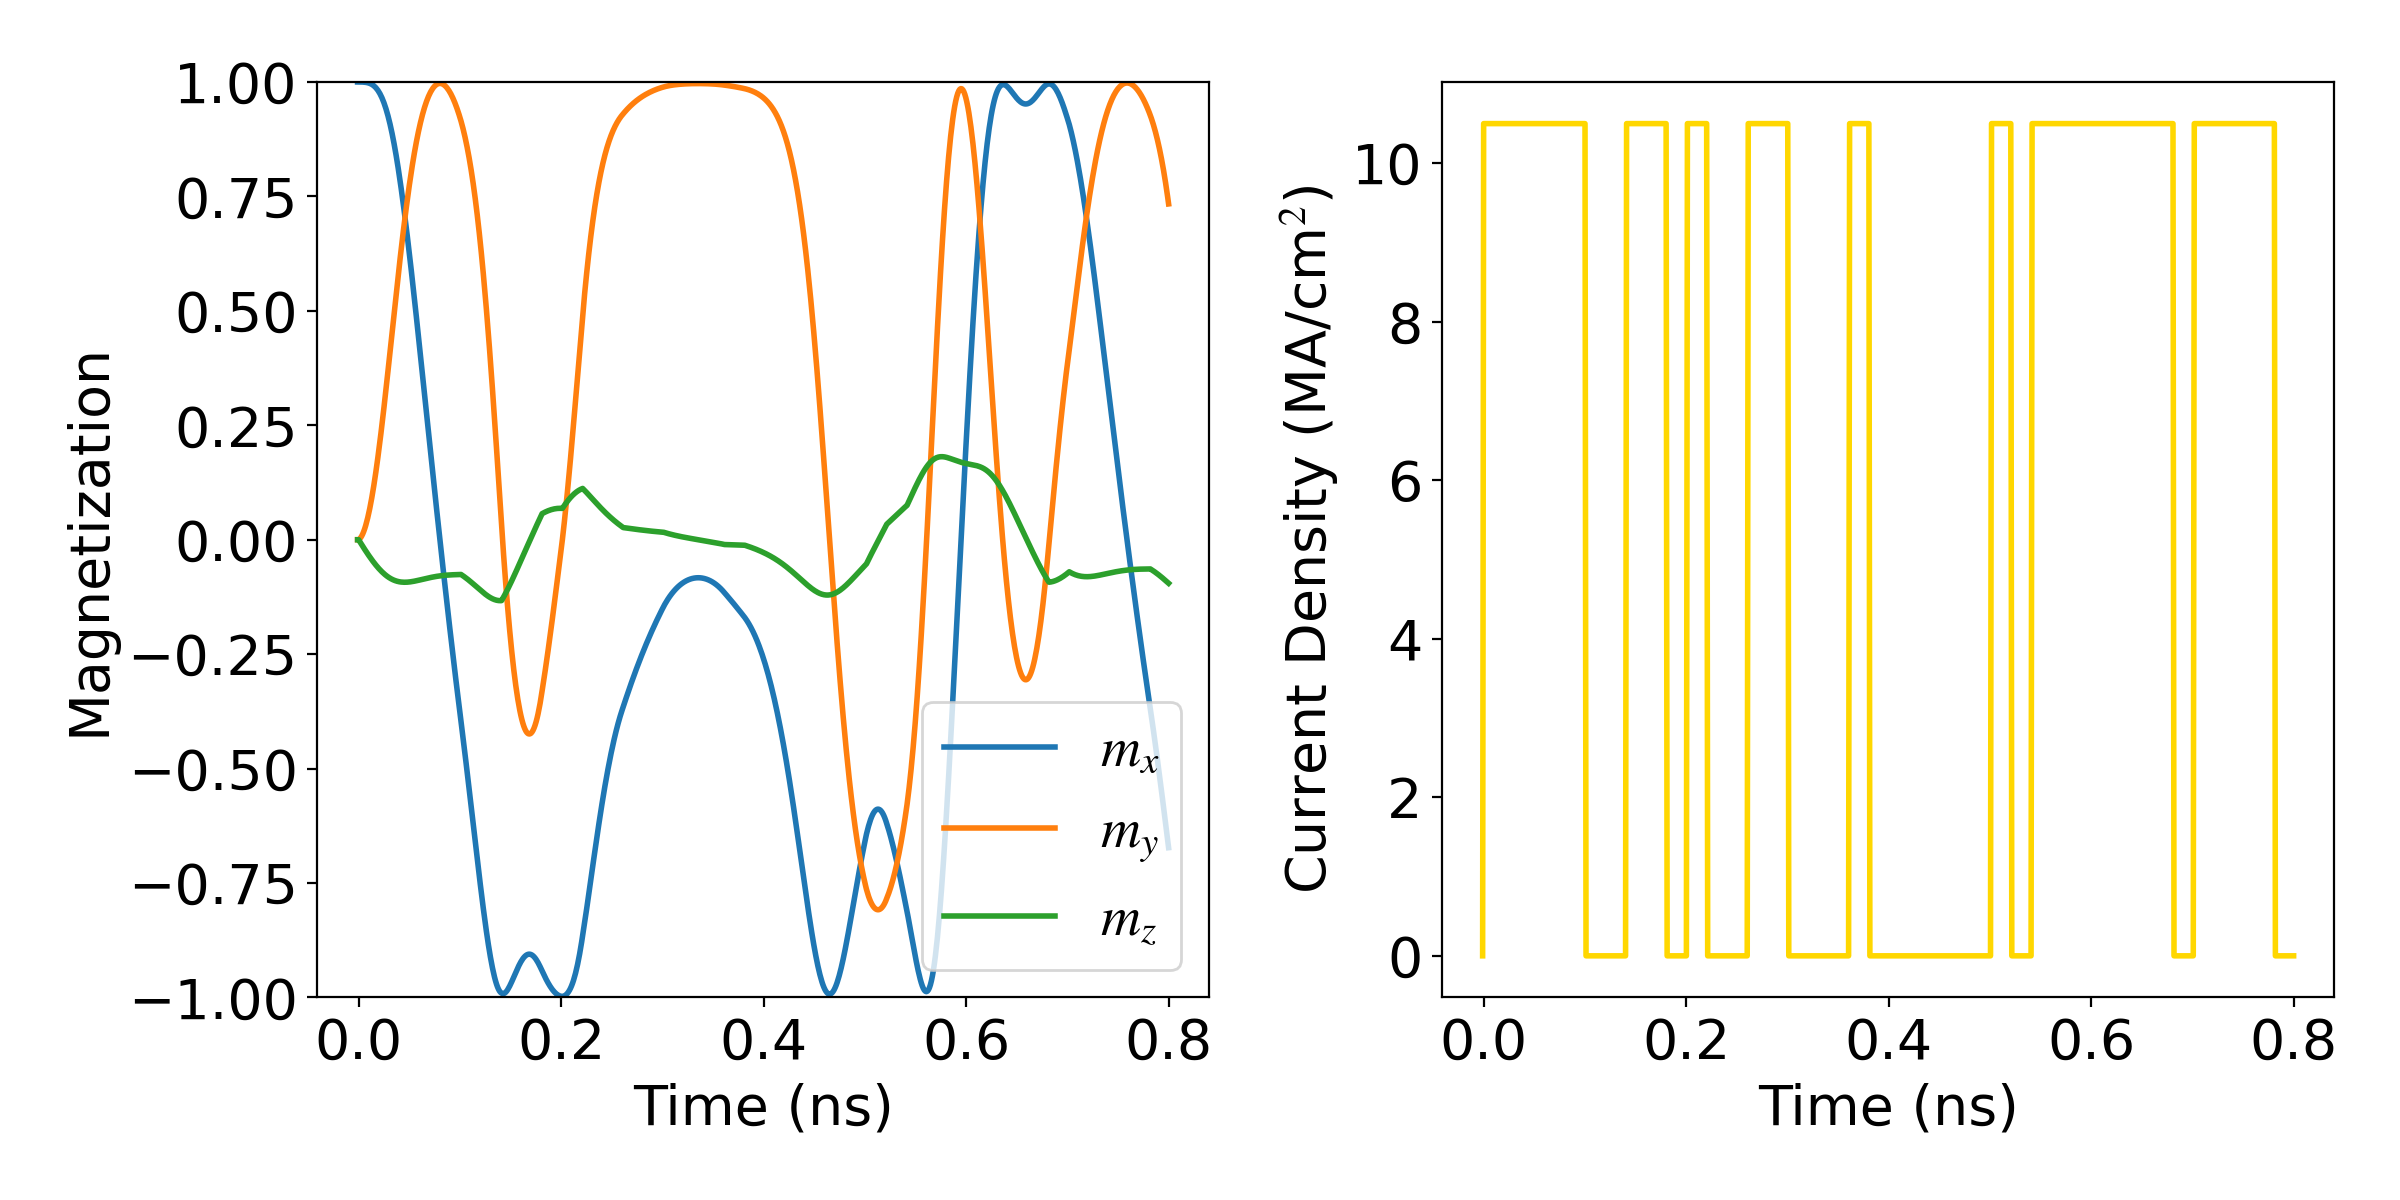 1.00
0.75
0.50
0.25
0.00
−0.25
−0.50
−0.75
−1.00
Magnetization
0.0 0.2 0.4 0.6 0.8
Time (ns)
m_x
m_y
m_z
10
8
6
4
2
0
Current Density (MA/cm²)
0.0 0.2 0.4 0.6 0.8
Time (ns)